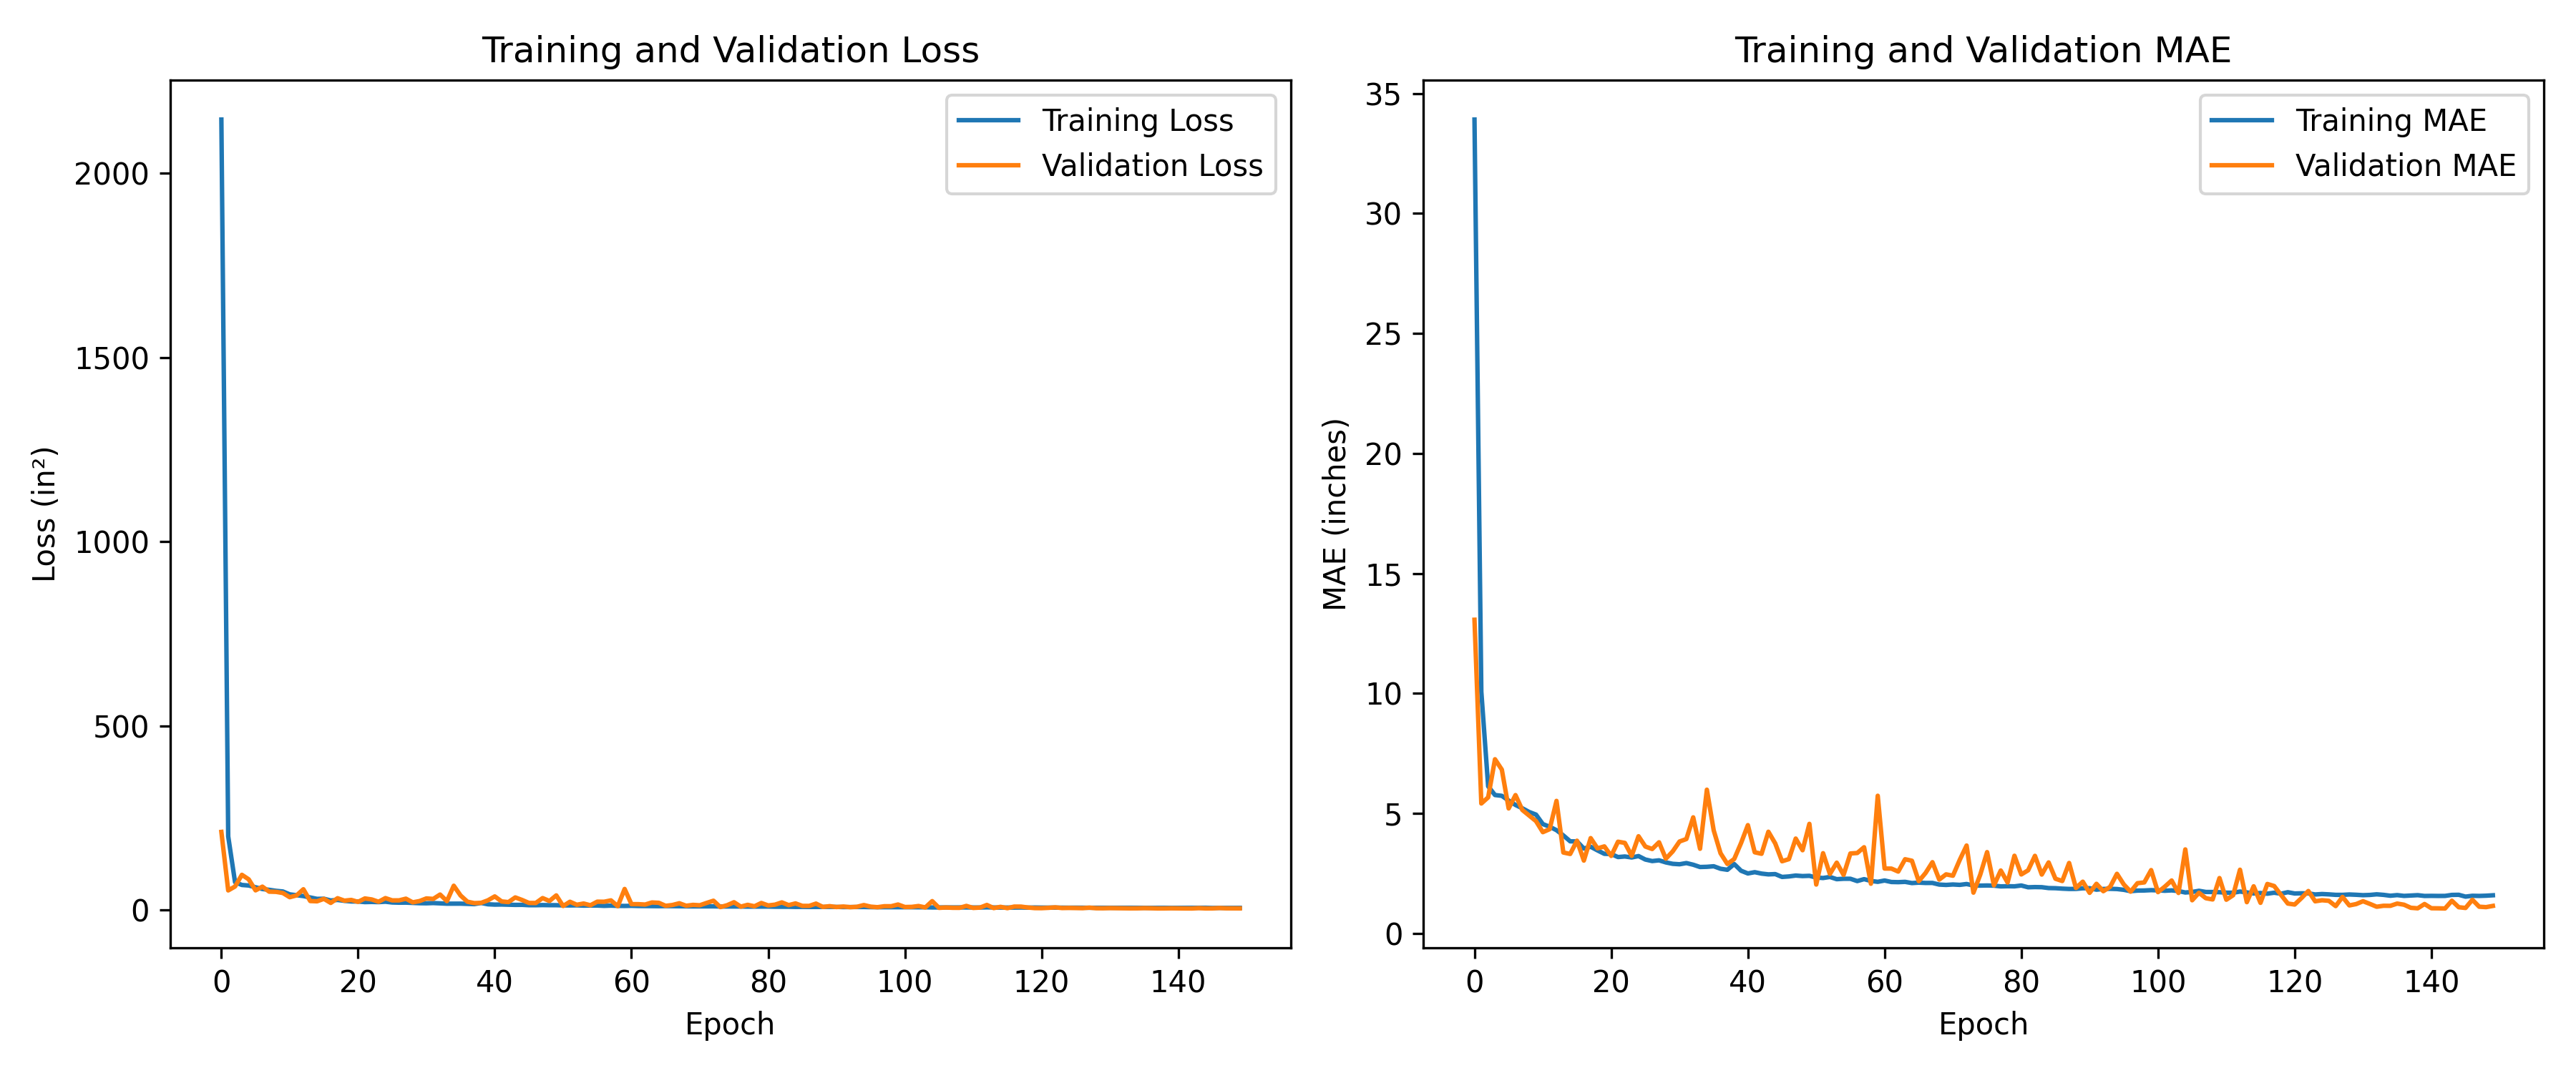 Training and Validation Loss
Training Loss
Validation Loss
Loss (in²)
2000
1500
1000
500
0
0 20 40 60 80 100 120 140
Epoch
Training and Validation MAE
Training MAE
Validation MAE
MAE (inches)
35
30
25
20
15
10
5
0
0 20 40 60 80 100 120 140
Epoch